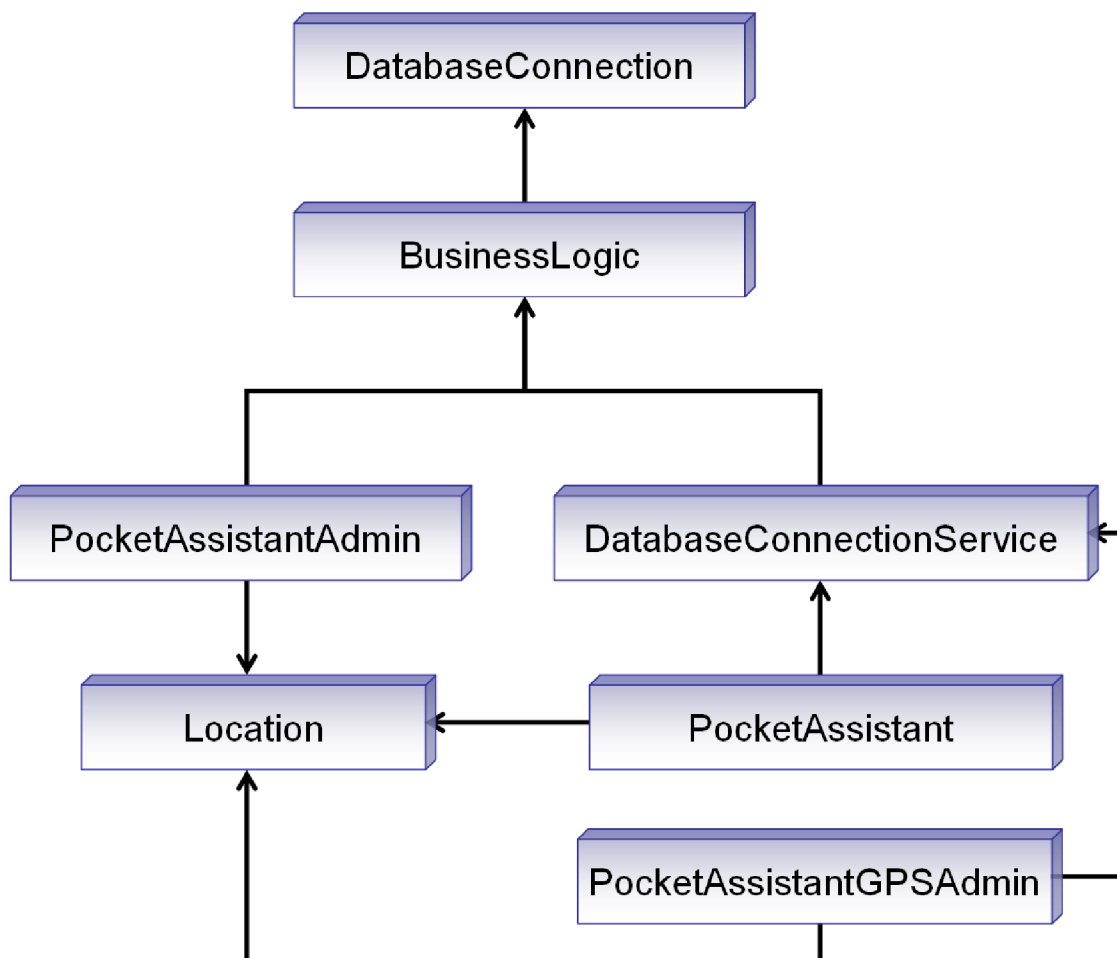 DatabaseConnection
BusinessLogic
PocketAssistantAdmin
DatabaseConnectionService
Location
PocketAssistant
PocketAssistantGPSAdmin